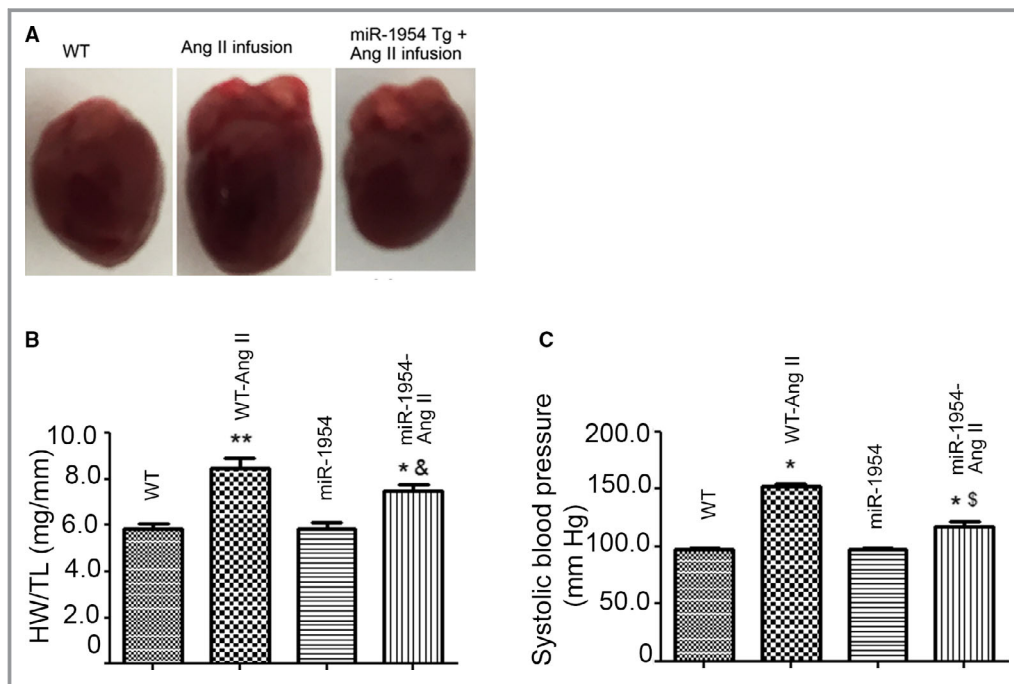 A
WT
Ang II infusion
miR-1954 Tg +
Ang II infusion
B
HW/TL (mg/mm)
10.0
8.0
6.0
4.0
2.0
0
WT
WT-Ang II
**
miR-1954
miR-1954-
Ang II
* &
C
Systolic blood pressure
(mm Hg)
200.0
150.0
100.0
50.0
0
WT
WT-Ang II
*
miR-1954
miR-1954-
Ang II
* $